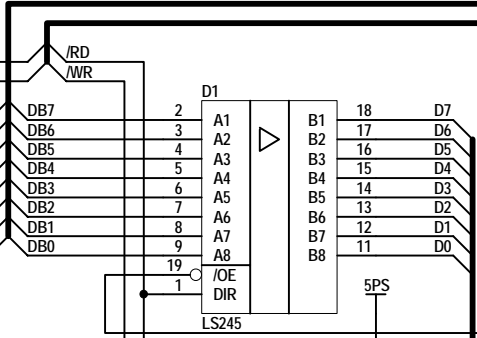 /RD
/WR
D1
DB7 2 A1 B1 18 D7
DB6 3 A2 B2 17 D6
DB5 4 A3 B3 16 D5
DB4 5 A4 B4 15 D4
DB3 6 A5 B5 14 D3
DB2 7 A6 B6 13 D2
DB1 8 A7 B7 12 D1
DB0 9 A8 B8 11 D0
19 /OE
1 DIR 5PS
LS245